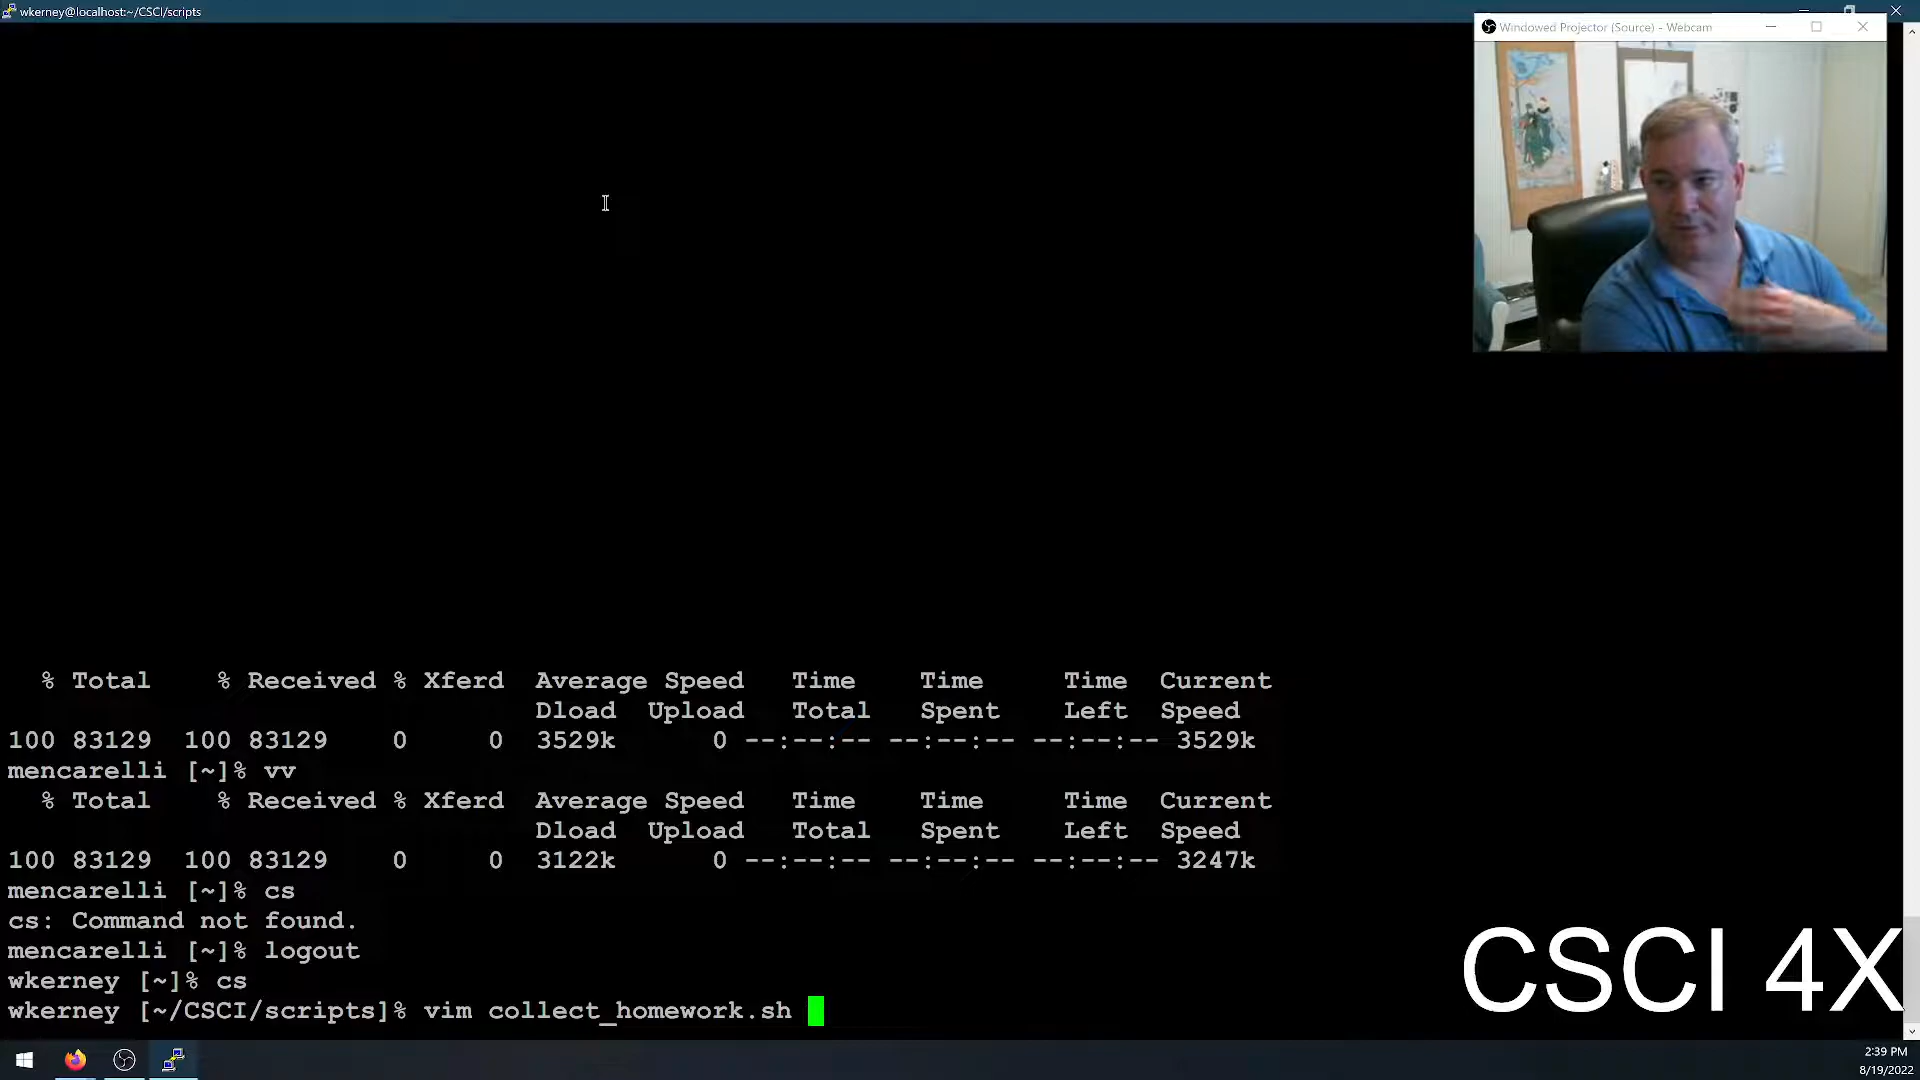 wkerney@localhost:~/CSCI/scripts
Windowed Projector (Source) - Webcam
% Total % Received % Xferd Average Speed Time Time Time Current
Dload Upload Total Spent Left Speed
100 83129 100 83129 0 0 3529k 0 --:--:-- --:--:-- --:--:-- 3529k
mencarelli [~]% vv
% Total % Received % Xferd Average Speed Time Time Time Current
Dload Upload Total Spent Left Speed
100 83129 100 83129 0 0 3122k 0 --:--:-- --:--:-- --:--:-- 3247k
mencarelli [~]% cs
cs: Command not found.
mencarelli [~]% logout
wkerney [~]% cs
wkerney [~/CSCI/scripts]% vim collect_homework.sh
CSCI 4X
2:39 PM
8/19/2022